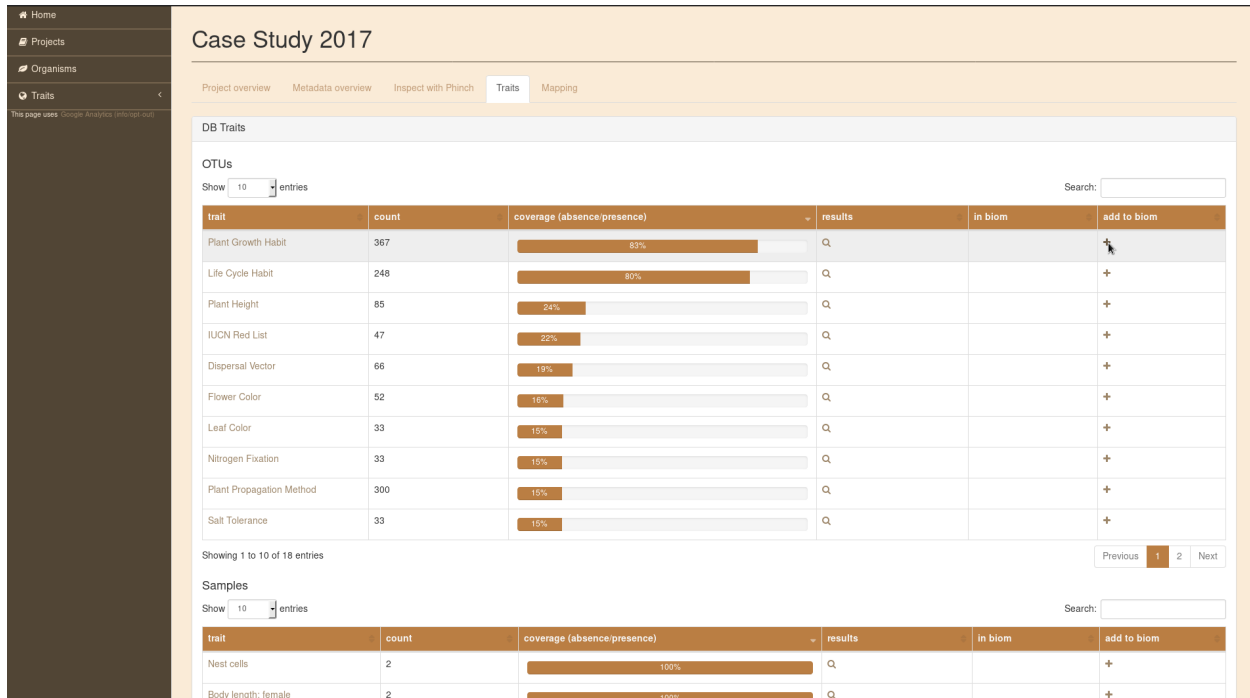 Home
Projects
Organisms
Traits
This page uses Google Analytics (info/opt out)
Case Study 2017
Project overview Metadata overview Inspect with Phinch Traits Mapping
DB Traits
OTUs
Show 10 entries Search:
trait count coverage (absence/presence) results in biom add to biom
Plant Growth Habit 367 83%
Life Cycle Habit 248 80%
Plant Height 85 24%
IUCN Red List 47 22%
Dispersal Vector 66 19%
Flower Color 52 16%
Leaf Color 33 15%
Nitrogen Fixation 33 15%
Plant Propagation Method 300 15%
Salt Tolerance 33 15%
Showing 1 to 10 of 18 entries Previous 1 2 Next
Samples
Show 10 entries Search:
trait count coverage (absence/presence) results in biom add to biom
Nest cells 2 100%
Body length: female 2 100%